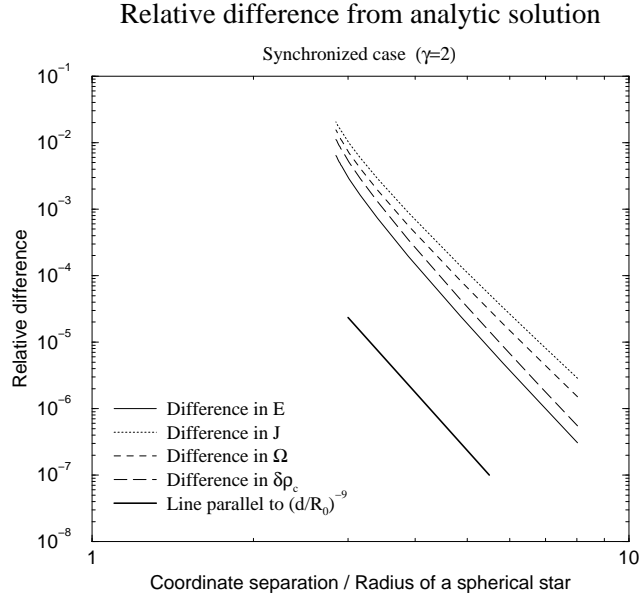 Relative difference from analytic solution
Synchronized case (γ=2)
10⁻¹
10⁻²
10⁻³
10⁻⁴
10⁻⁵
10⁻⁶
10⁻⁷
10⁻⁸
Relative difference
Difference in E
Difference in J
Difference in Ω
Difference in δρ_c
Line parallel to (d/R₀)⁻⁹
1 10
Coordinate separation / Radius of a spherical star